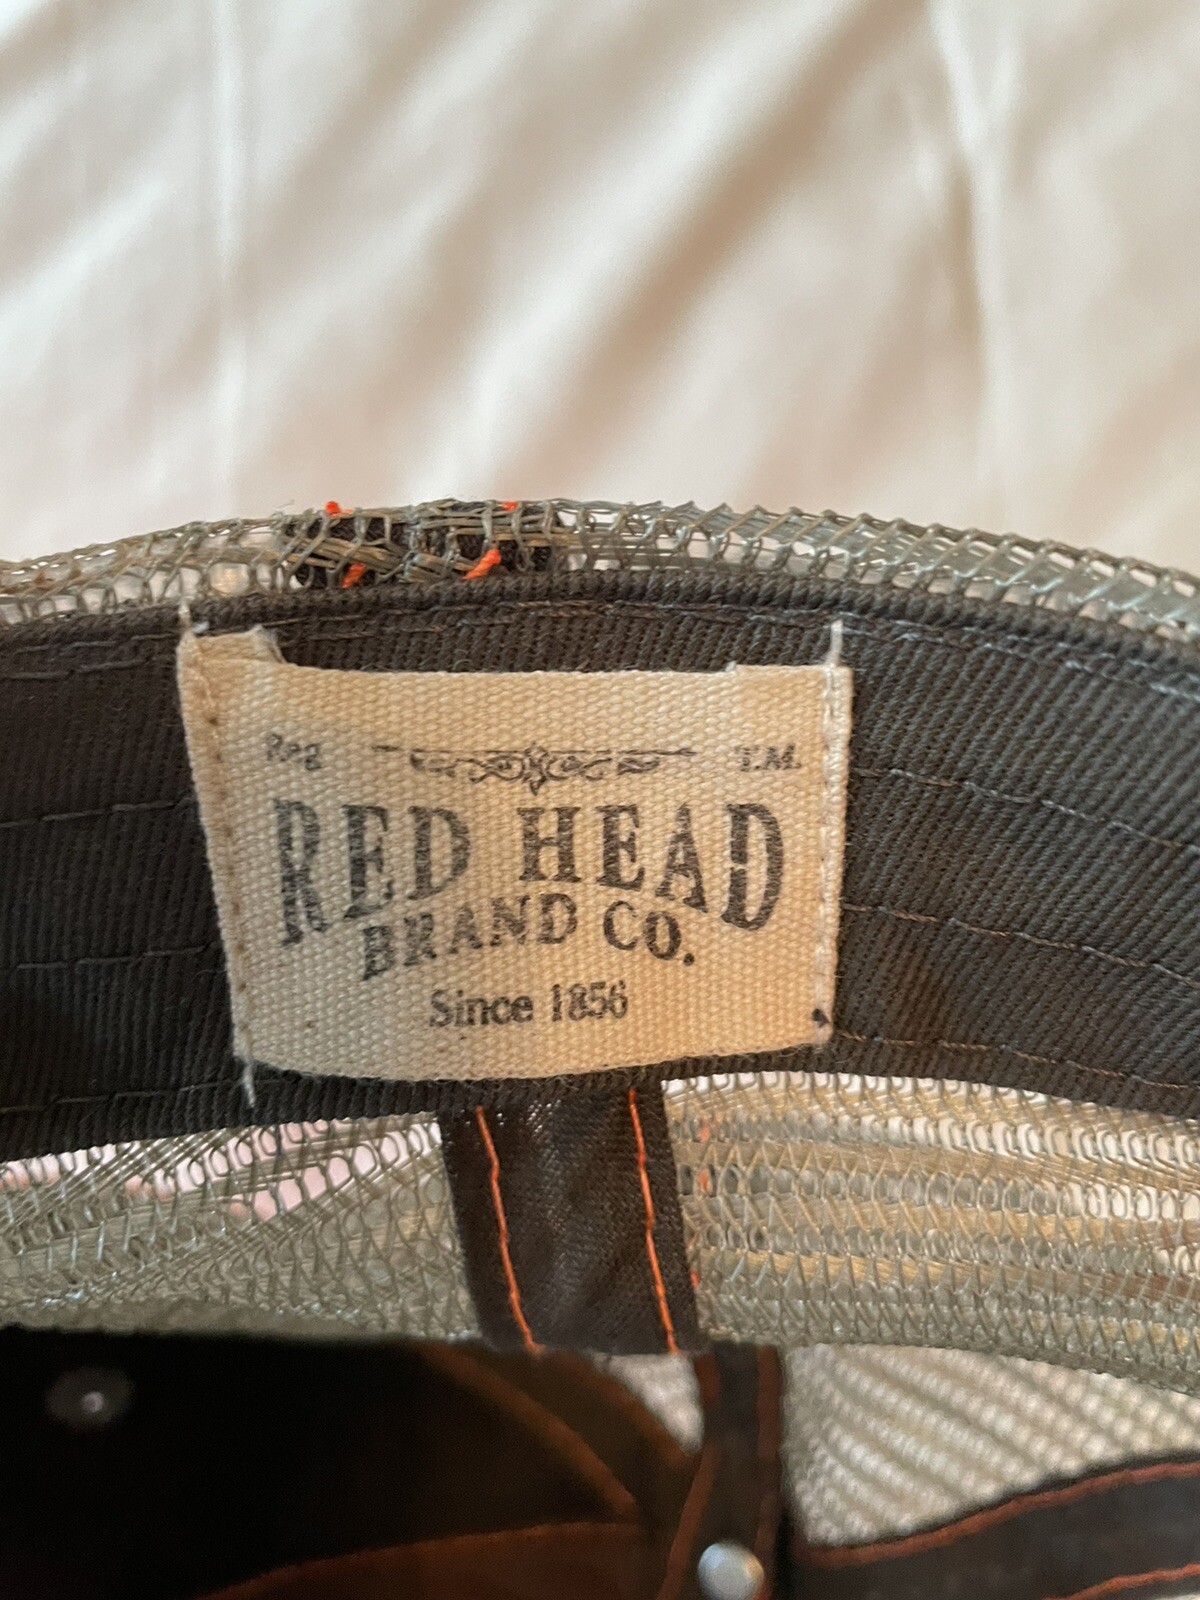 Reg T.M.
RED HEAD
BRAND CO.
Since 1856